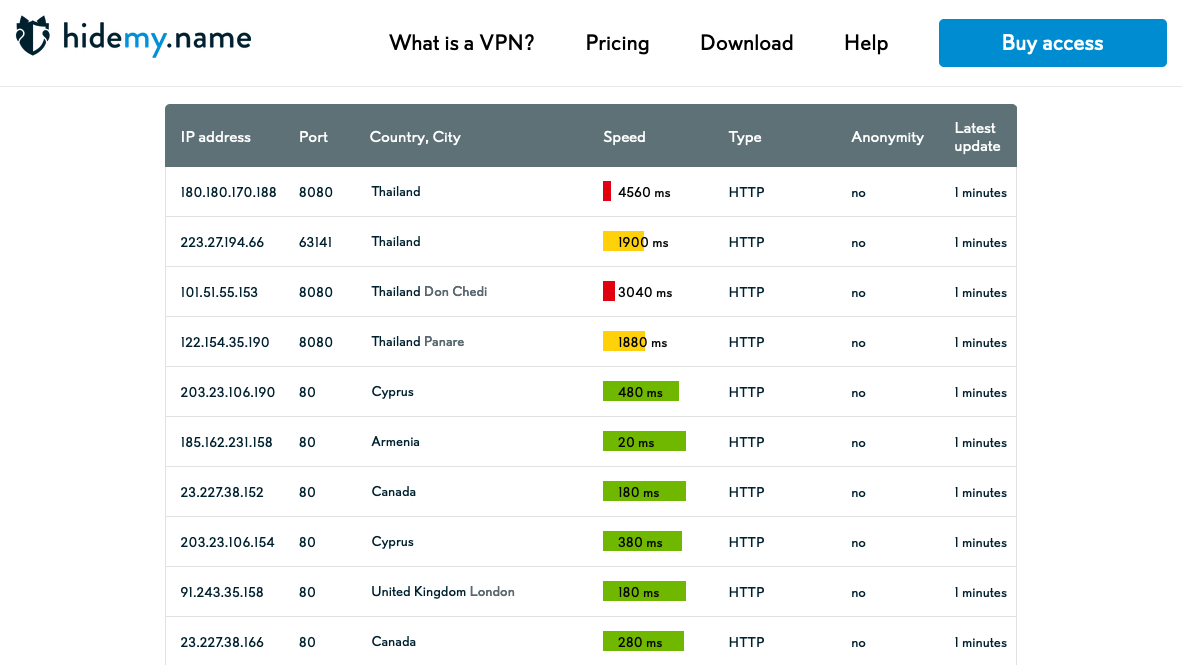 hidemy.name What is a VPN? Pricing Download Help Buy access
IP address Port Country, City Speed Type Anonymity Latest update
180.180.170.188 8080 Thailand 4560 ms HTTP no 1 minutes
223.27.194.66 63141 Thailand 1900 ms HTTP no 1 minutes
101.51.55.153 8080 Thailand Don Chedi 3040 ms HTTP no 1 minutes
122.154.35.190 8080 Thailand Panare 1880 ms HTTP no 1 minutes
203.23.106.190 80 Cyprus 480 ms HTTP no 1 minutes
185.162.231.158 80 Armenia 20 ms HTTP no 1 minutes
23.227.38.152 80 Canada 180 ms HTTP no 1 minutes
203.23.106.154 80 Cyprus 380 ms HTTP no 1 minutes
91.243.35.158 80 United Kingdom London 180 ms HTTP no 1 minutes
23.227.38.166 80 Canada 280 ms HTTP no 1 minutes